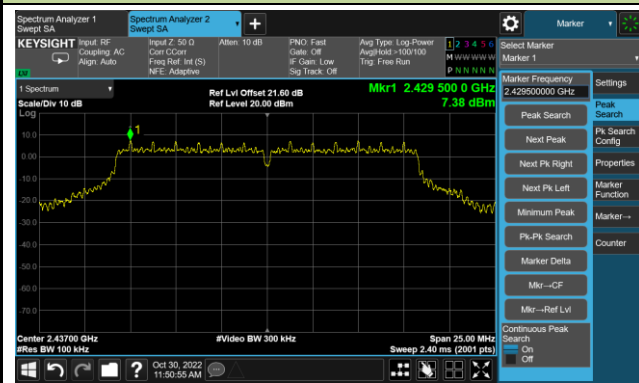 Spectrum Analyzer 1
Swept SA
Spectrum Analyzer 2
Swept SA
+
Marker
KEYSIGHT
Input: RF
Coupling: AC
Align: Auto
Input Z: 50 Ω
Corr CCorr
Freq Ref: Int (S)
NFE: Adaptive
Atten: 10 dB
PNO: Fast
Gate: Off
IF Gain: Low
Sig Track: Off
Avg Type: Log-Power
Avg|Hold:>100/100
Trig: Free Run
1 2 3 4 5 6
M W W W W W
P N N N N N
Select Marker
Marker 1
1 Spectrum
Scale/Div 10 dB
Log
Ref Lvl Offset 21.60 dB
Ref Level 20.00 dBm
Mkr1 2.429 500 0 GHz
7.38 dBm
1
10.0
0.00
-10.0
-20.0
-30.0
-40.0
-50.0
-60.0
-70.0
Center 2.43700 GHz
#Res BW 100 kHz
#Video BW 300 kHz
Span 25.00 MHz
Sweep 2.40 ms (2001 pts)
Marker Frequency
2.429500000 GHz
Peak Search
Next Peak
Next Pk Right
Next Pk Left
Minimum Peak
Pk-Pk Search
Marker Delta
Mkr→CF
Mkr→Ref Lvl
Continuous Peak
Search
On
Off
Settings
Peak
Search
Pk Search
Config
Properties
Marker
Function
Marker→
Counter
?
Oct 30, 2022
11:50:55 AM